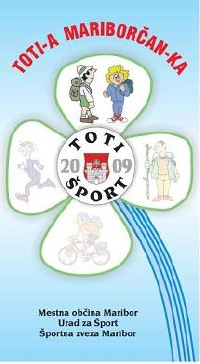 TOTI-A MARIBORČAN-KA
TOTI
20 09
ŠPORT
Mestna občina Maribor
Urad za Šport
Športna zveza Maribor